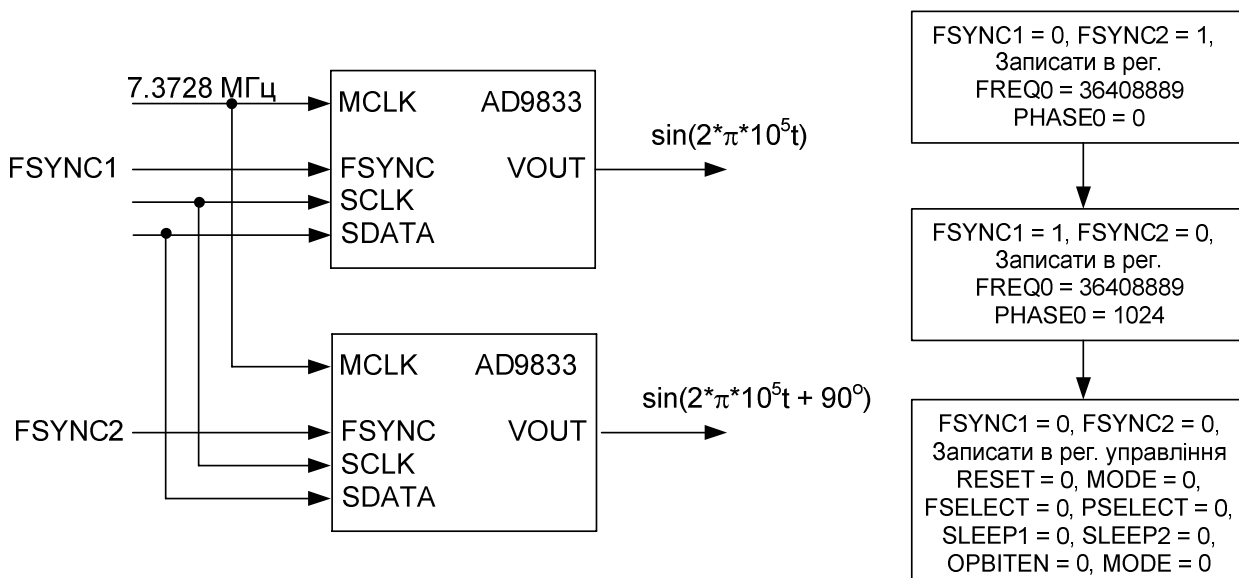 7.3728 МГц
MCLK AD9833
FSYNC1
FSYNC VOUT
SCLK
SDATA
sin(2*π*10⁵t)
MCLK AD9833
FSYNC2
FSYNC VOUT
SCLK
SDATA
sin(2*π*10⁵t + 90°)
FSYNC1 = 0, FSYNC2 = 1,
Записати в рег.
FREQ0 = 36408889
PHASE0 = 0
FSYNC1 = 1, FSYNC2 = 0,
Записати в рег.
FREQ0 = 36408889
PHASE0 = 1024
FSYNC1 = 0, FSYNC2 = 0,
Записати в рег. управління
RESET = 0, MODE = 0,
FSELECT = 0, PSELECT = 0,
SLEEP1 = 0, SLEEP2 = 0,
OPBITEN = 0, MODE = 0